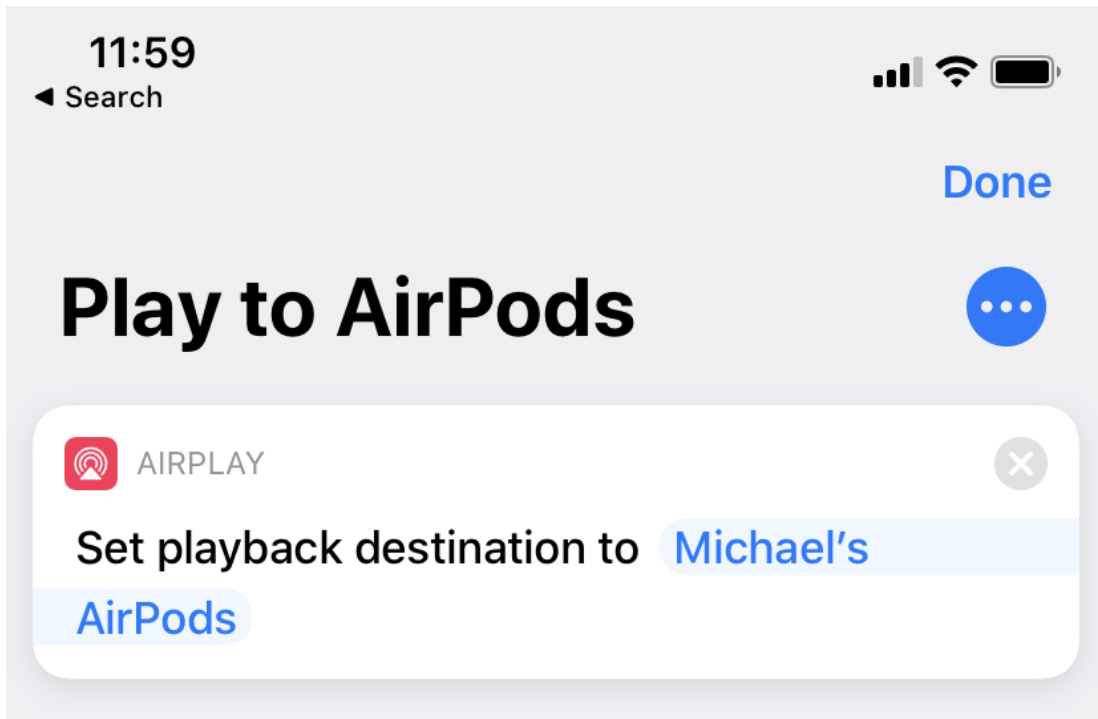 11:59
◀ Search
Done
Play to AirPods
AIRPLAY
Set playback destination to Michael’s
AirPods